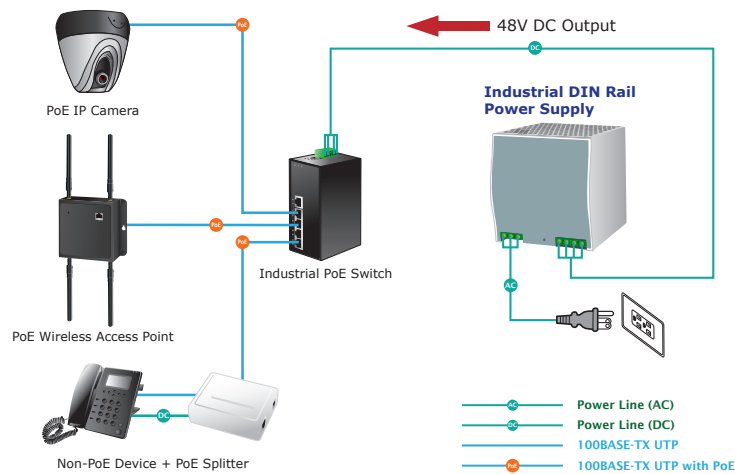 PoE
48V DC Output
DC
PoE IP Camera
Industrial DIN Rail
Power Supply
PoE
PoE
Industrial PoE Switch
AC
PoE Wireless Access Point
DC
Non-PoE Device + PoE Splitter
AC Power Line (AC)
DC Power Line (DC)
100BASE-TX UTP
PoE 100BASE-TX UTP with PoE